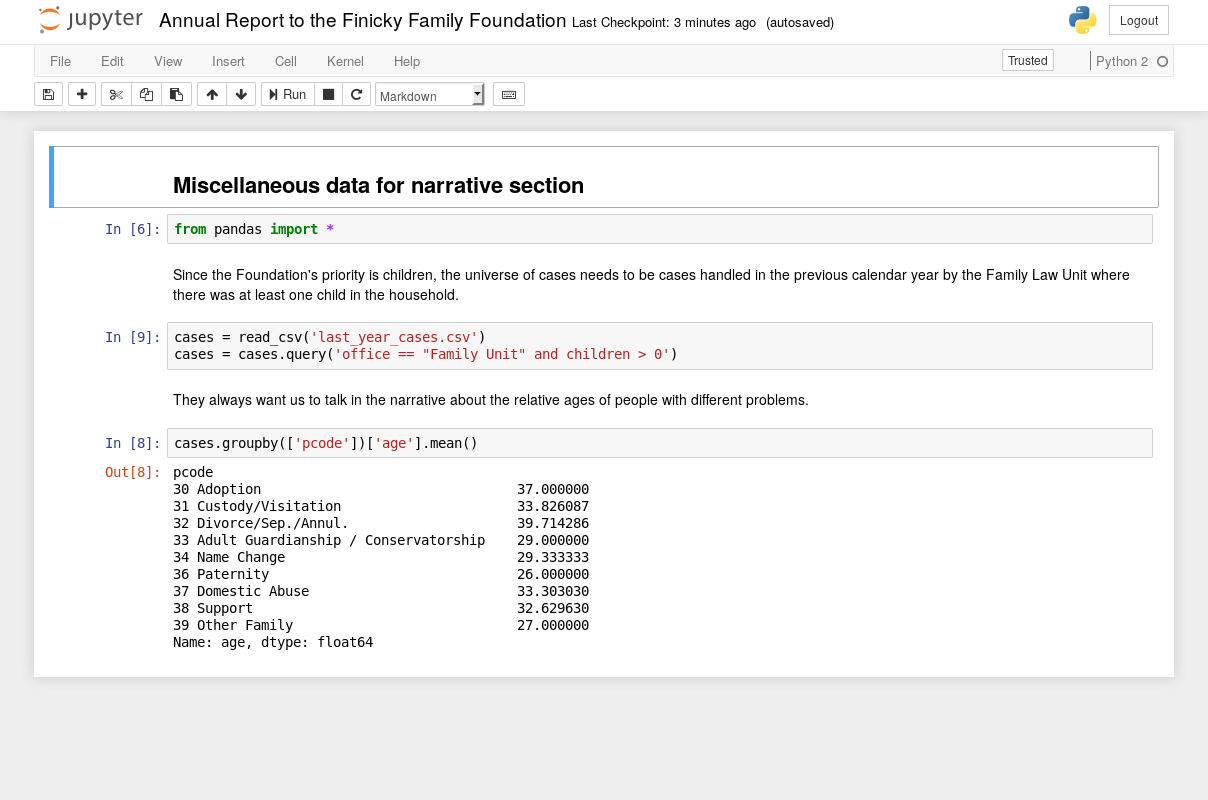 jupyter Annual Report to the Finicky Family Foundation Last Checkpoint: 3 minutes ago (autosaved) Logout
File Edit View Insert Cell Kernel Help Trusted Python 2
Run Markdown
Miscellaneous data for narrative section
In [6]: from pandas import *
Since the Foundation's priority is children, the universe of cases needs to be cases handled in the previous calendar year by the Family Law Unit where
there was at least one child in the household.
In [9]: cases = read_csv('last_year_cases.csv')
cases = cases.query('office == "Family Unit" and children > 0')
They always want us to talk in the narrative about the relative ages of people with different problems.
In [8]: cases.groupby(['pcode'])['age'].mean()
Out[8]: pcode
30 Adoption 37.000000
31 Custody/Visitation 33.826087
32 Divorce/Sep./Annul. 39.714286
33 Adult Guardianship / Conservatorship 29.000000
34 Name Change 29.333333
36 Paternity 26.000000
37 Domestic Abuse 33.303030
38 Support 32.629630
39 Other Family 27.000000
Name: age, dtype: float64